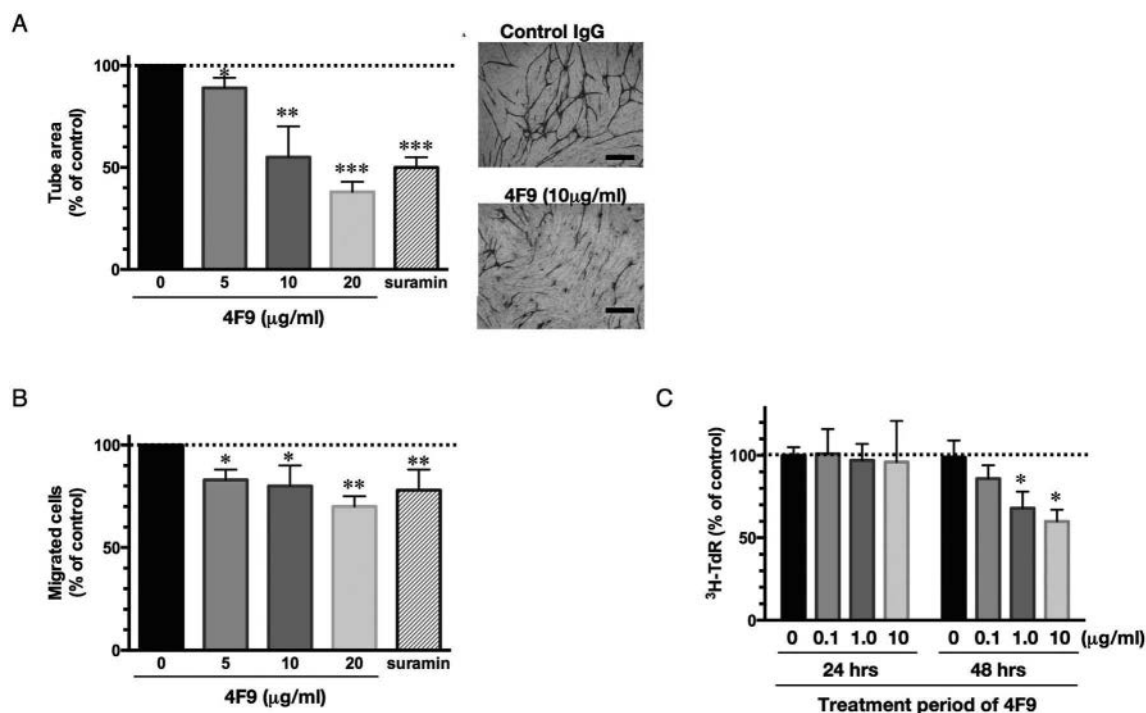 A
Tube area
(% of control)
100
50
0
*
**
***
***
0 5 10 20 suramin
4F9 (μg/ml)
Control IgG
4F9 (10μg/ml)
B
Migrated cells
(% of control)
100
50
0
*
*
**
**
0 5 10 20 suramin
4F9 (μg/ml)
C
³H-TdR (% of control)
100
50
0
*
*
0 0.1 1.0 10 0 0.1 1.0 10 (μg/ml)
24 hrs 48 hrs
Treatment period of 4F9